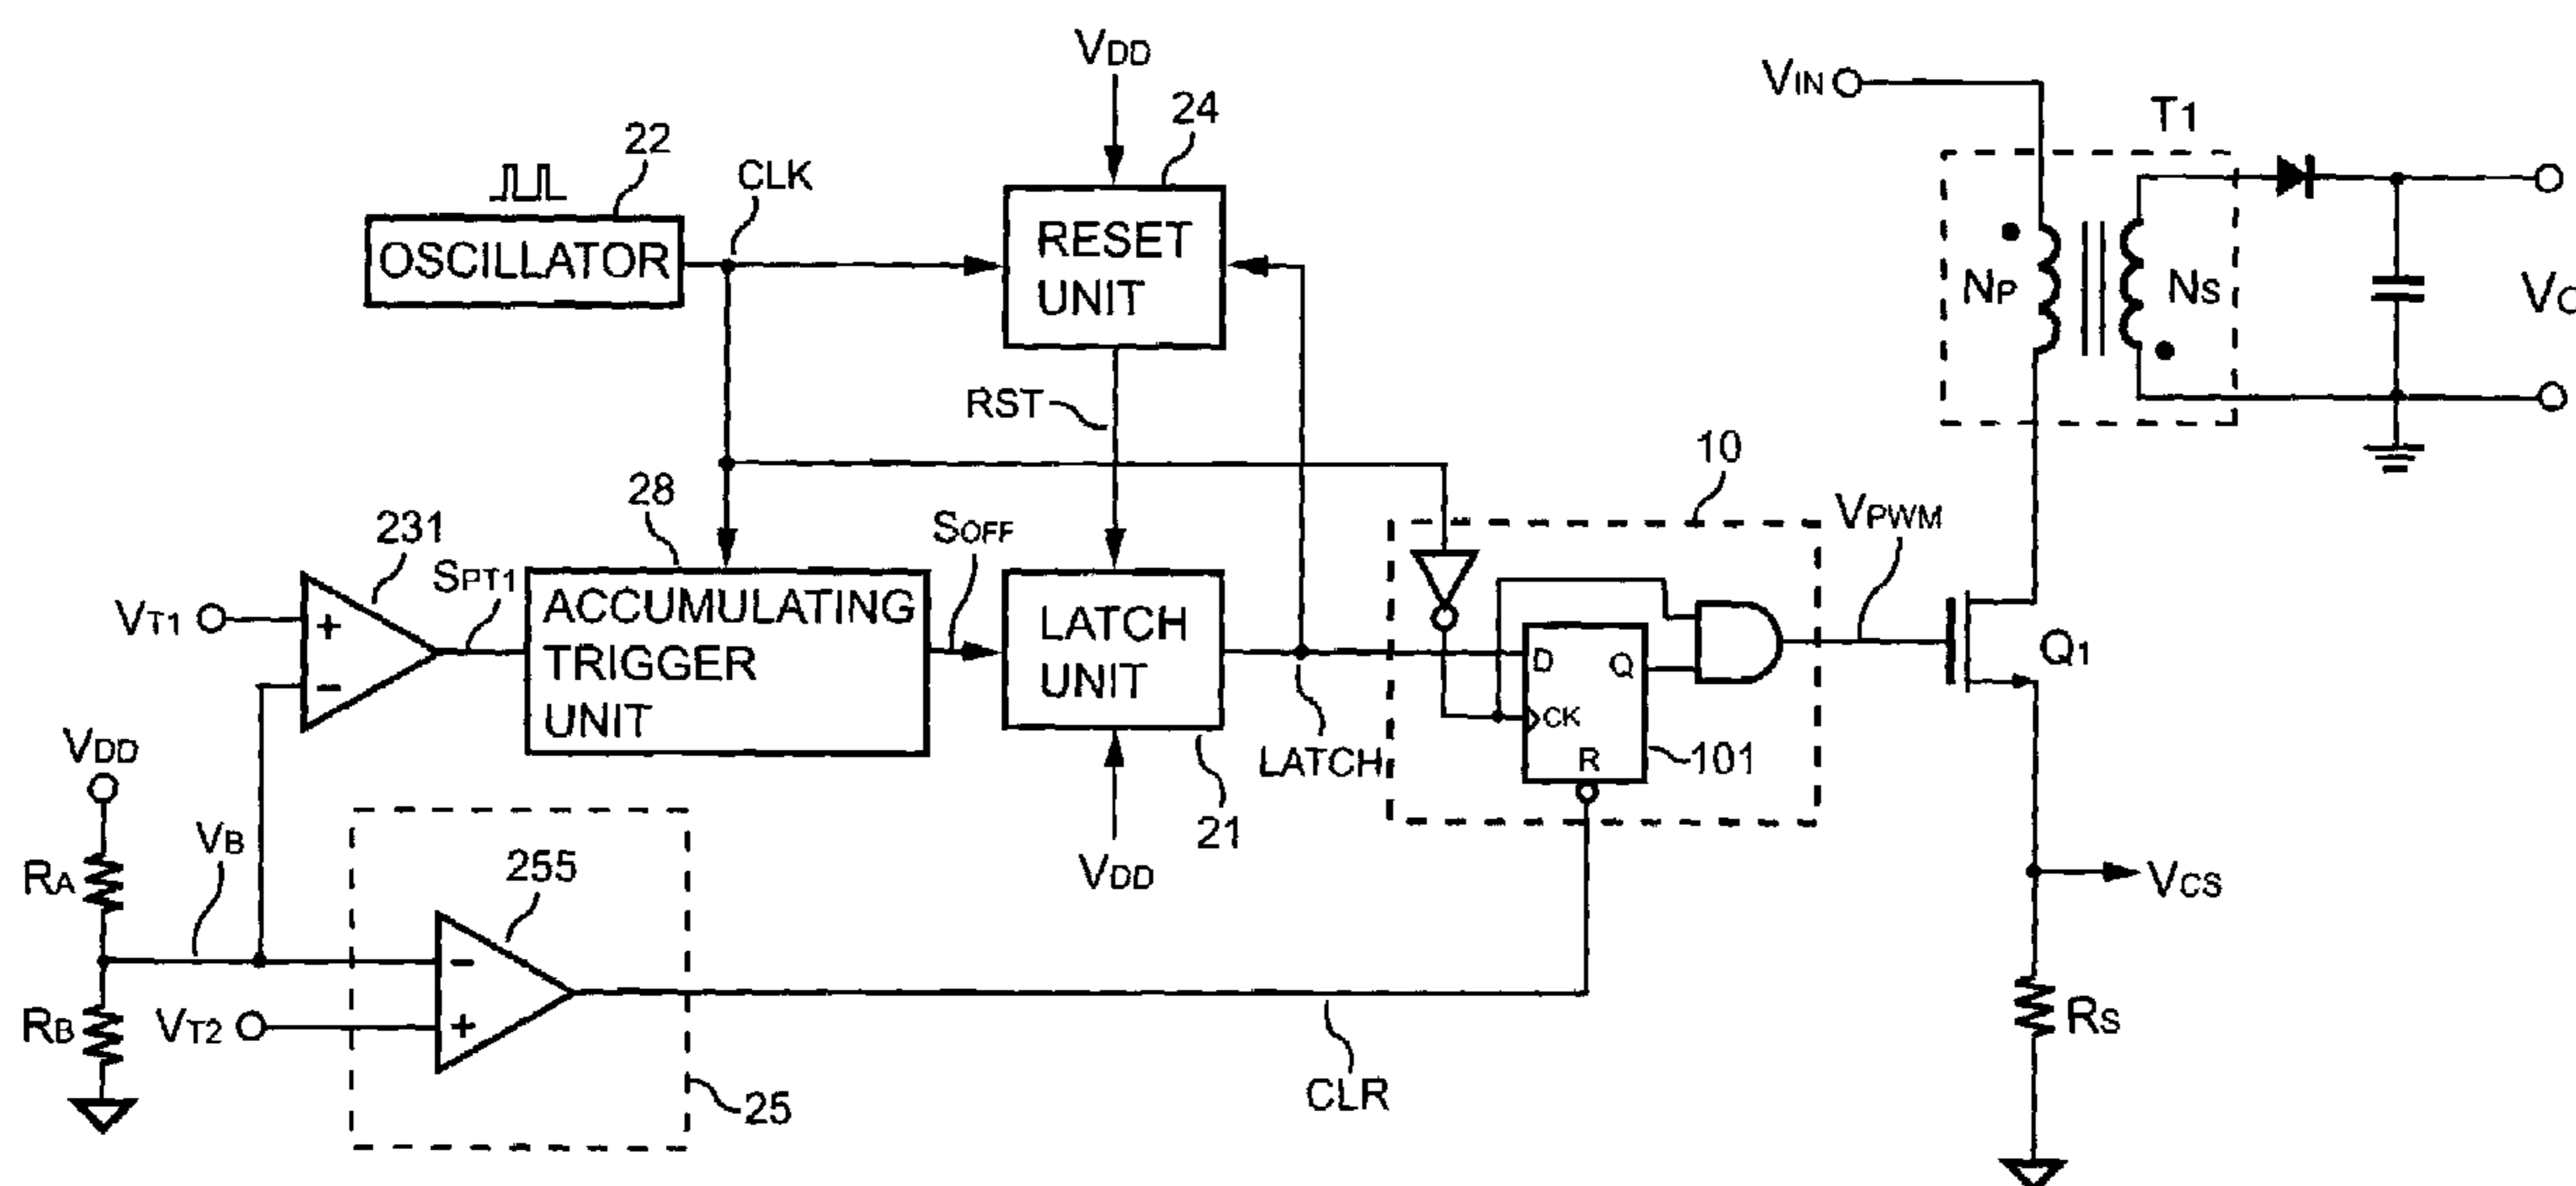 VDD
VIN
T1
24
22
CLK
OSCILLATOR
RESET
UNIT
NP
NS
RST
10
28
VPWM
231
SOFF
SPT1
VT1
+
−
ACCUMULATING
TRIGGER
UNIT
LATCH
UNIT
D
Q
CK
R
Q1
VDD
LATCH
101
21
VB
RA
255
VDD
VCS
−
RB
VT2
+
RS
25
CLR